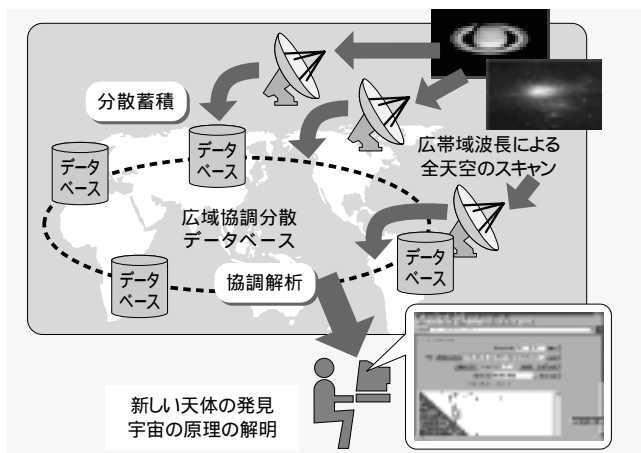 分散蓄積
広帯域波長による
全天空のスキャン
データ
ベース
データ
ベース
広域協調分散
データベース
データ
ベース
データ
ベース
協調解析
新しい天体の発見
宇宙の原理の解明